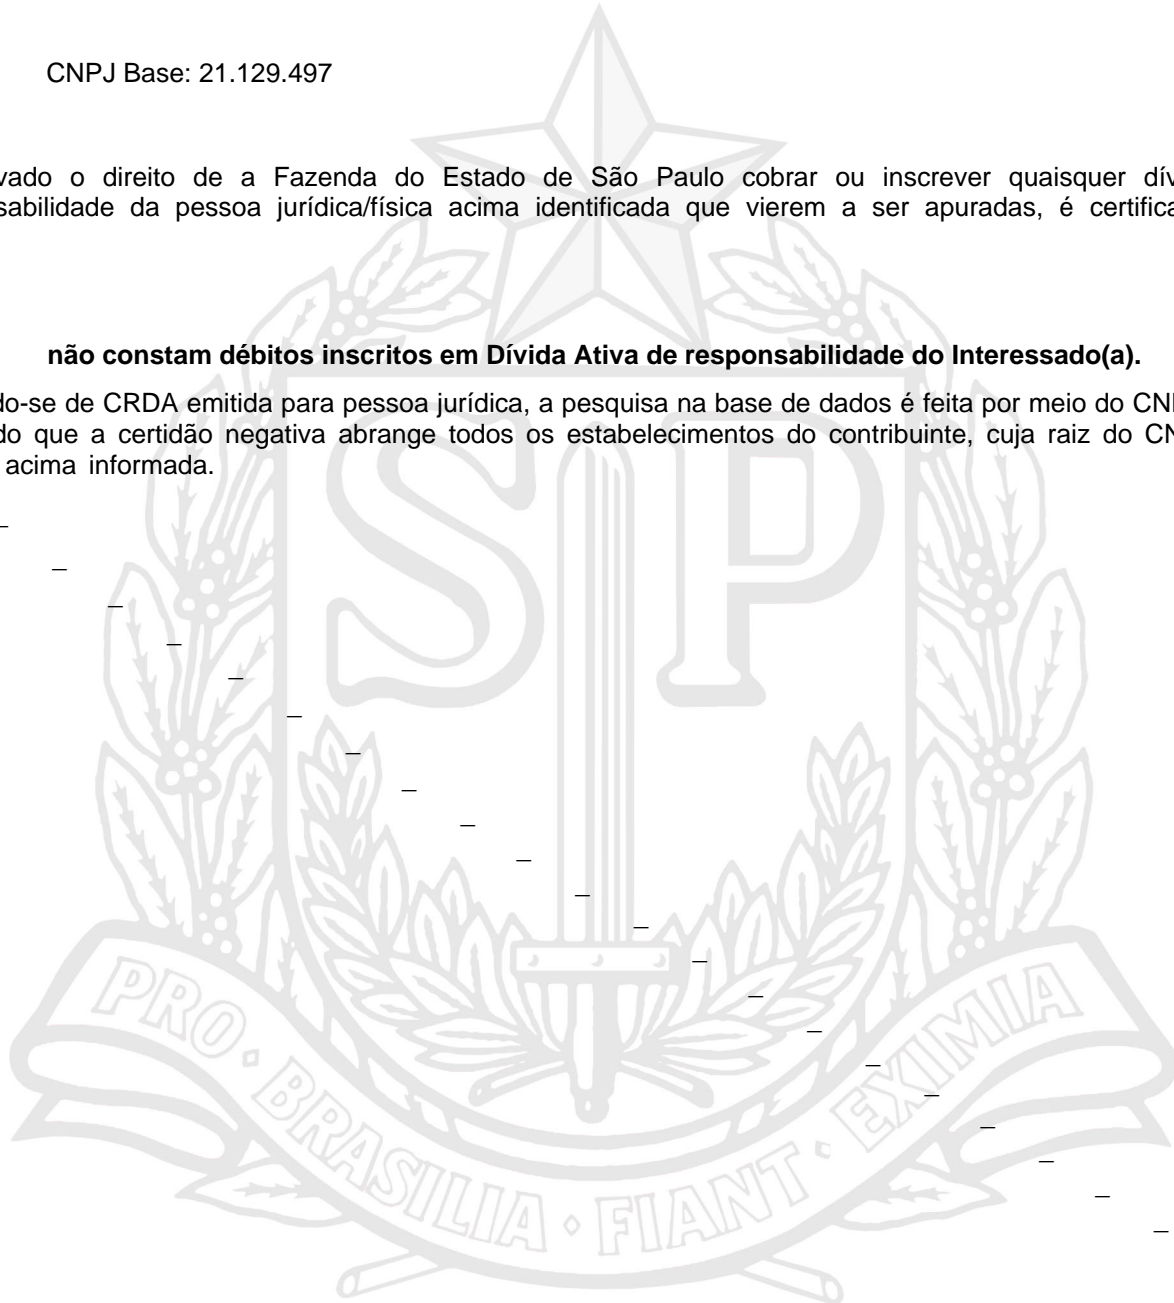 CNPJ Base: 21.129.497
vado o direito de a Fazenda do Estado de São Paulo cobrar ou inscrever quaisquer dív
sabilidade da pessoa jurídica/física acima identificada que vierem a ser apuradas, é certifica
não constam débitos inscritos em Dívida Ativa de responsabilidade do Interessado(a).
do-se de CRDA emitida para pessoa jurídica, a pesquisa na base de dados é feita por meio do CN
do que a certidão negativa abrange todos os estabelecimentos do contribuinte, cuja raiz do CN
acima informada.
SP
PRO · BRASILIA · FIANT · EXIMIA